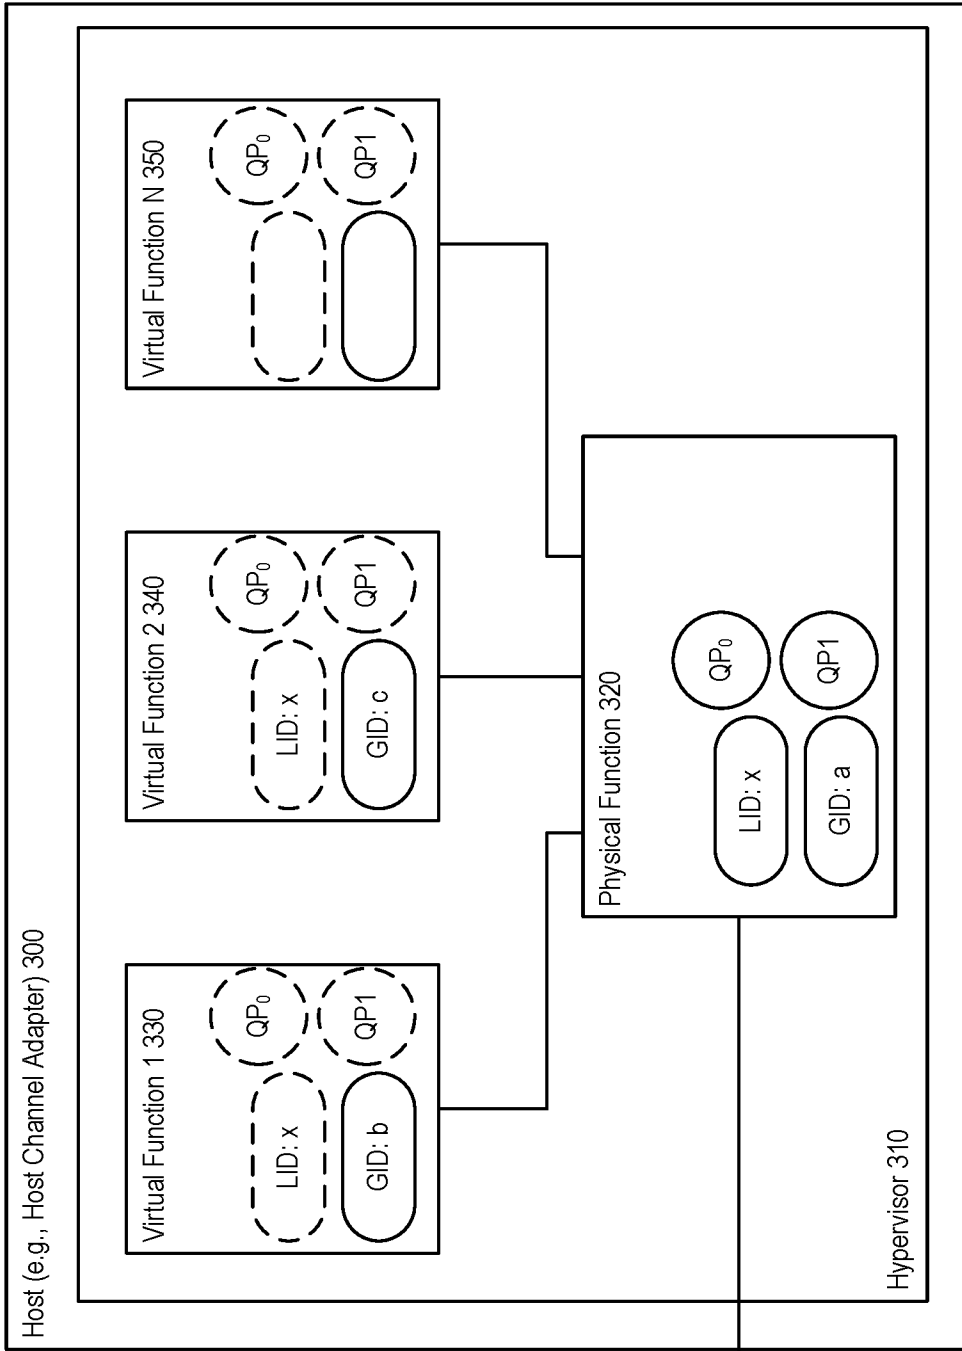 Host (e.g., Host Channel Adapter) 300
Virtual Function 1 330
LID: x
QP₀
GID: b
QP1
Virtual Function 2 340
LID: x
QP₀
GID: c
QP1
Virtual Function N 350
QP₀
QP1
Physical Function 320
LID: x
QP₀
GID: a
QP1
Hypervisor 310